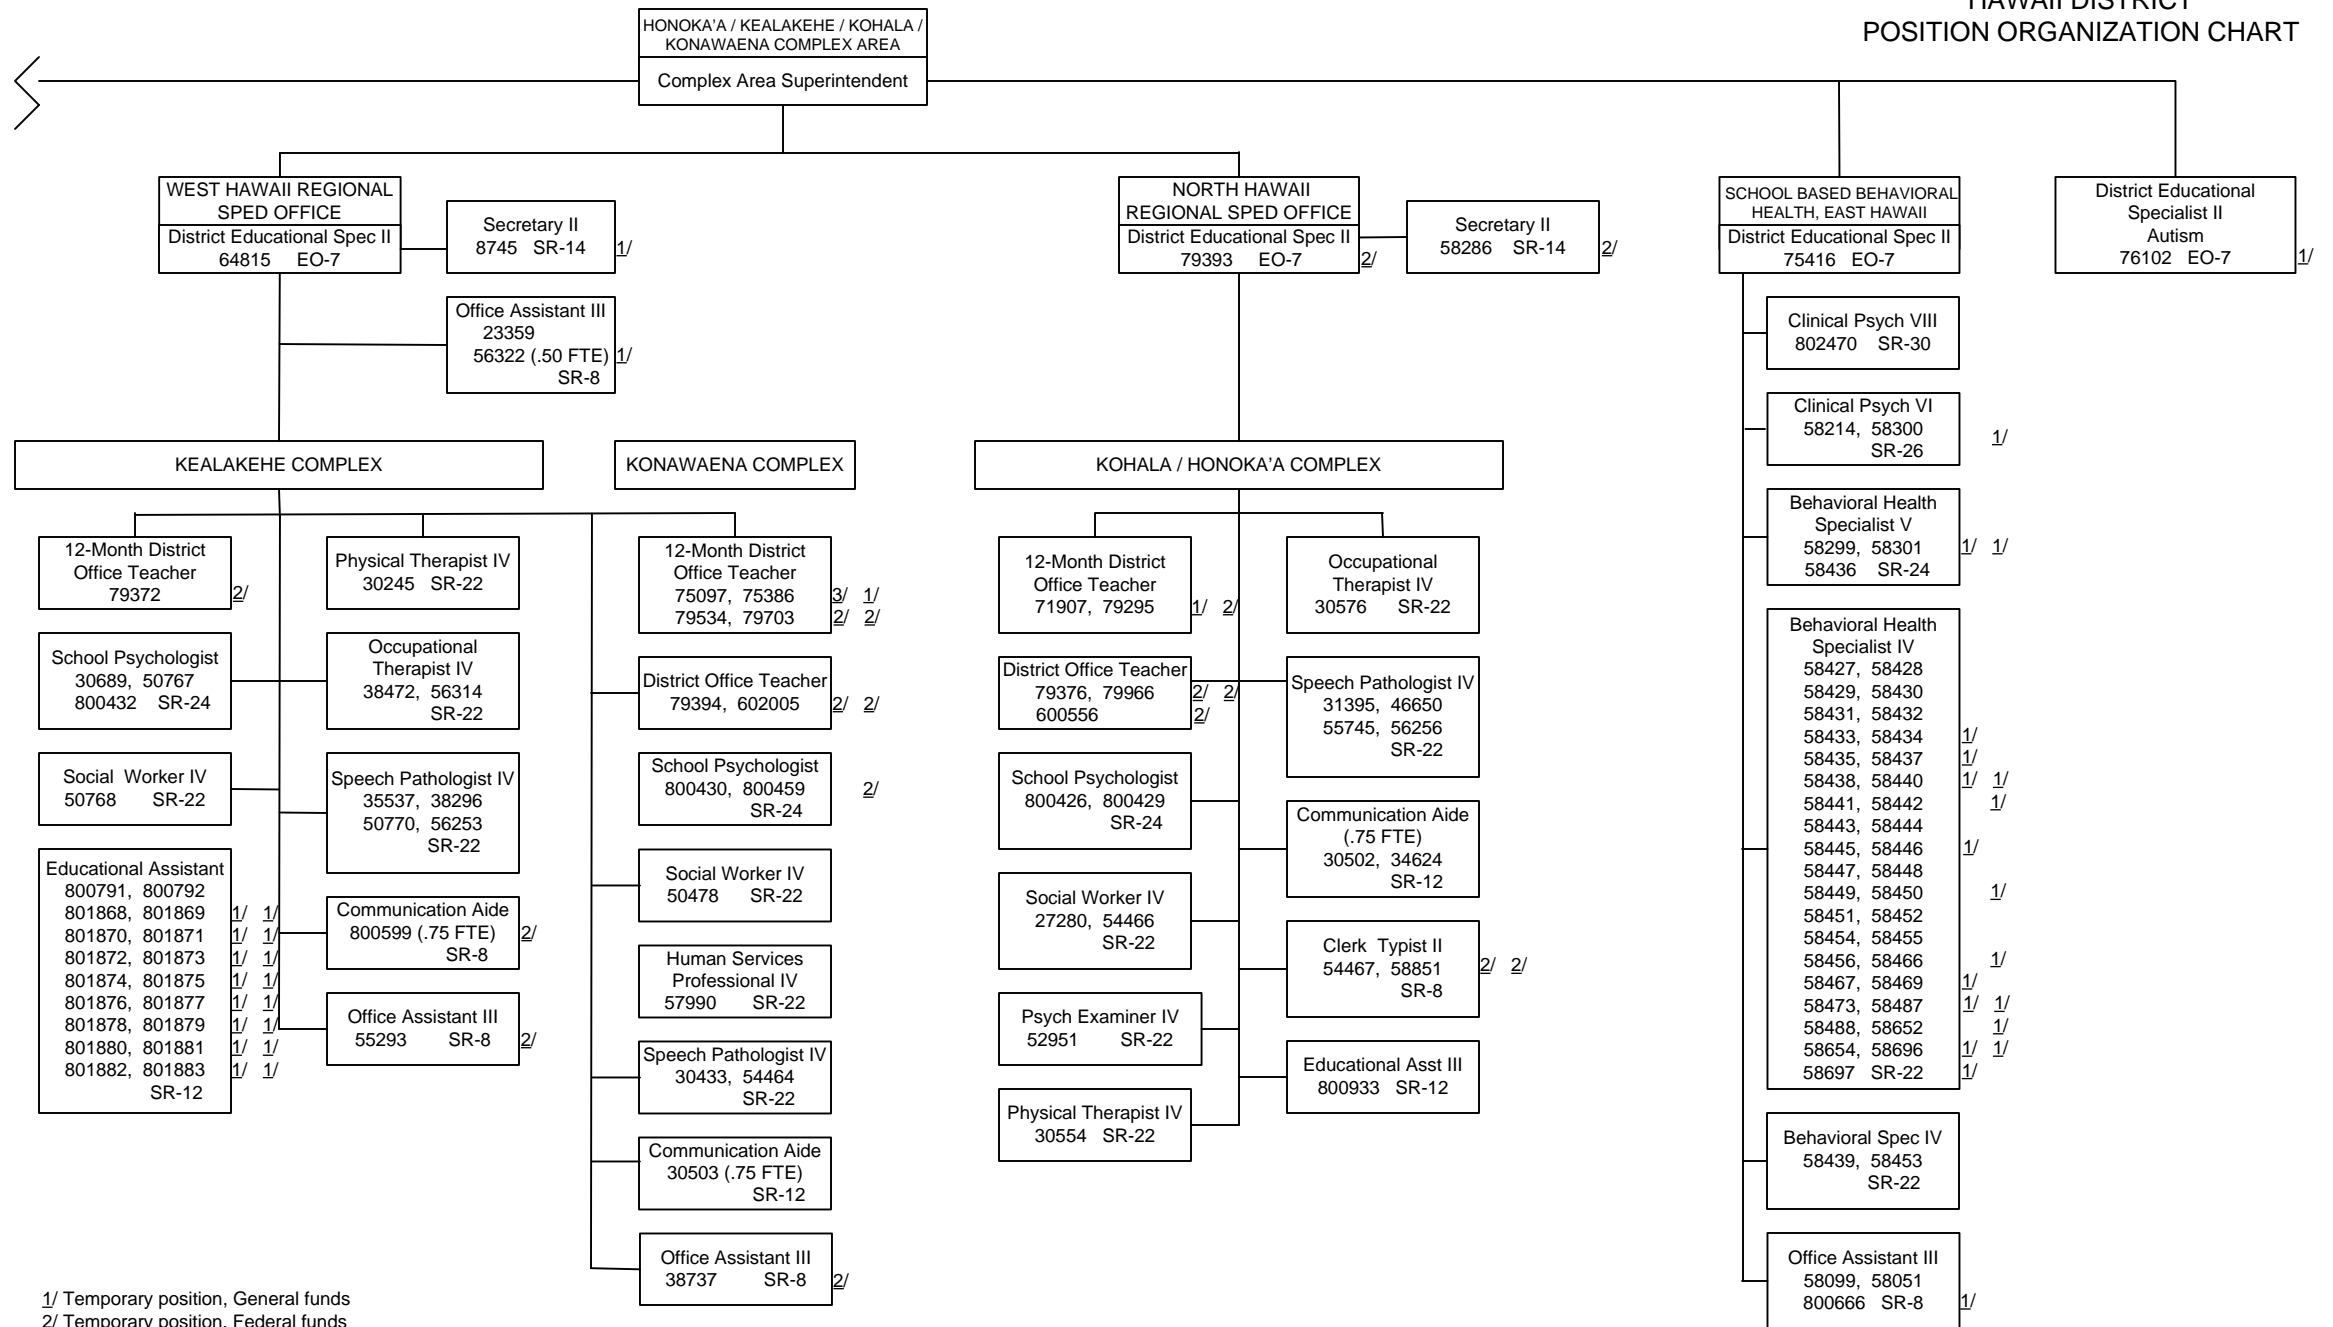 HAWAII DISTRICT
POSITION ORGANIZATION CHART
HONOKA'A / KEALAKEHE / KOHALA /
KONAWAENA COMPLEX AREA
Complex Area Superintendent
WEST HAWAII REGIONAL
SPED OFFICE
District Educational Spec II
64815 EO-7
Secretary II
8745 SR-14 1/
Office Assistant III
23359
56322 (.50 FTE) 1/
SR-8
NORTH HAWAII
REGIONAL SPED OFFICE
District Educational Spec II
79393 EO-7 2/
Secretary II
58286 SR-14 2/
SCHOOL BASED BEHAVIORAL
HEALTH, EAST HAWAII
District Educational Spec II
75416 EO-7
District Educational
Specialist II
Autism
76102 EO-7 1/
KEALAKEHE COMPLEX
12-Month District
Office Teacher
79372 2/
School Psychologist
30689, 50767
800432 SR-24
Social Worker IV
50768 SR-22
Educational Assistant
800791, 800792
801868, 801869 1/ 1/
801870, 801871 1/ 1/
801872, 801873 1/ 1/
801874, 801875 1/ 1/
801876, 801877 1/ 1/
801878, 801879 1/ 1/
801880, 801881 1/ 1/
801882, 801883 1/ 1/
SR-12
Physical Therapist IV
30245 SR-22
Occupational
Therapist IV
38472, 56314
SR-22
Speech Pathologist IV
35537, 38296
50770, 56253
SR-22
Communication Aide
800599 (.75 FTE) 2/
SR-8
Office Assistant III
55293 SR-8 2/
KONAWAENA COMPLEX
12-Month District
Office Teacher
75097, 75386 3/ 1/
79534, 79703 2/ 2/
District Office Teacher
79394, 602005 2/ 2/
School Psychologist
800430, 800459 2/
SR-24
Social Worker IV
50478 SR-22
Human Services
Professional IV
57990 SR-22
Speech Pathologist IV
30433, 54464
SR-22
Communication Aide
30503 (.75 FTE)
SR-12
Office Assistant III
38737 SR-8 2/
KOHALA / HONOKA'A COMPLEX
12-Month District
Office Teacher
71907, 79295 1/ 2/
District Office Teacher
79376, 79966 2/ 2/
600556 2/
School Psychologist
800426, 800429
SR-24
Social Worker IV
27280, 54466
SR-22
Psych Examiner IV
52951 SR-22
Physical Therapist IV
30554 SR-22
Occupational
Therapist IV
30576 SR-22
Speech Pathologist IV
31395, 46650
55745, 56256
SR-22
Communication Aide
(.75 FTE)
30502, 34624
SR-12
Clerk Typist II
54467, 58851 2/ 2/
SR-8
Educational Asst III
800933 SR-12
Clinical Psych VIII
802470 SR-30
Clinical Psych VI
58214, 58300 1/
SR-26
Behavioral Health
Specialist V
58299, 58301 1/ 1/
58436 SR-24
Behavioral Health
Specialist IV
58427, 58428
58429, 58430
58431, 58432
58433, 58434 1/
58435, 58437 1/
58438, 58440 1/ 1/
58441, 58442 1/
58443, 58444
58445, 58446 1/
58447, 58448
58449, 58450 1/
58451, 58452
58454, 58455
58456, 58466 1/
58467, 58469 1/
58473, 58487 1/ 1/
58488, 58652 1/
58654, 58696 1/ 1/
58697 SR-22 1/
Behavioral Spec IV
58439, 58453
SR-22
Office Assistant III
58099, 58051
800666 SR-8 1/
1/ Temporary position, General funds
2/ Temporary position, Federal funds